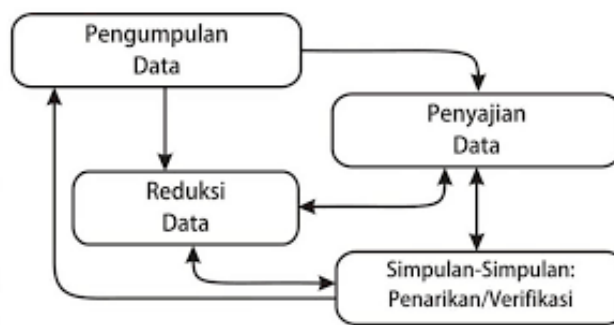 Pengumpulan
Data
Penyajian
Data
Reduksi
Data
Simpulan-Simpulan:
Penarikan/Verifikasi